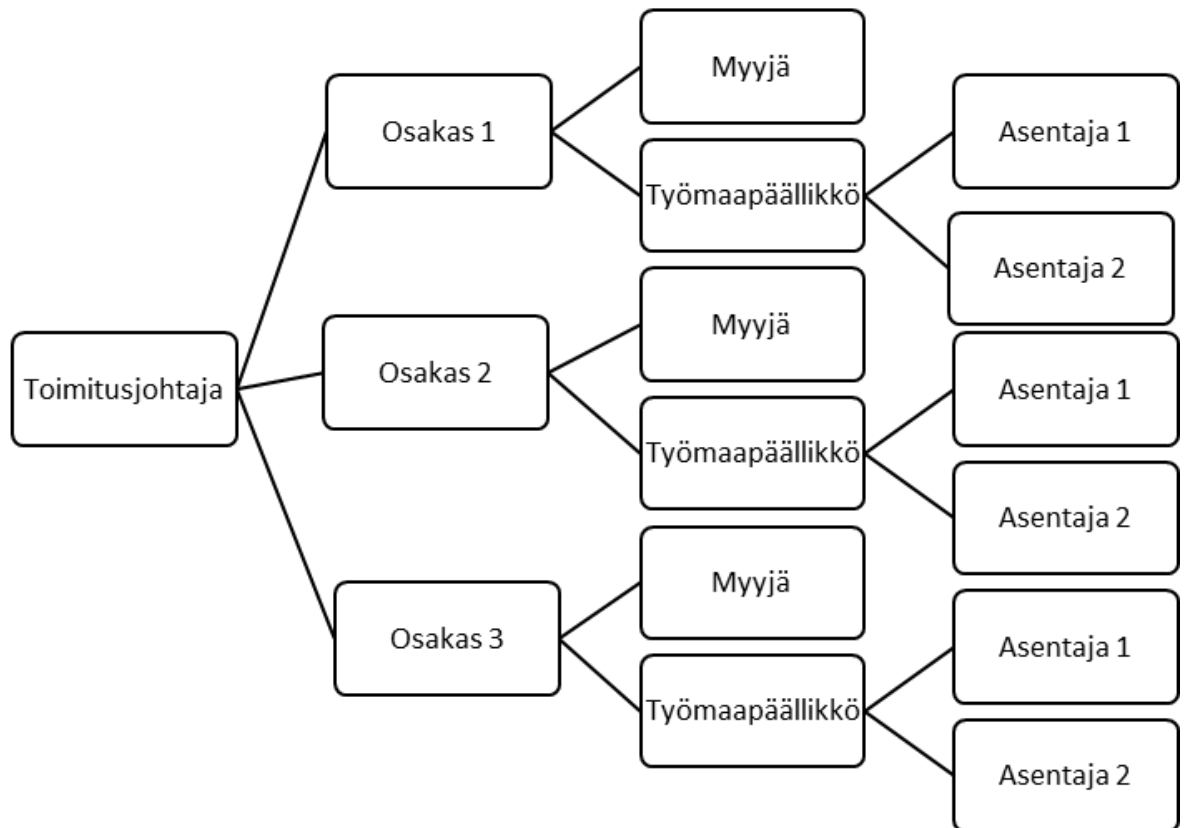 Toimitusjohtaja
Osakas 1
Myyjä
Työmaapäällikkö
Asentaja 1
Asentaja 2
Osakas 2
Myyjä
Työmaapäällikkö
Asentaja 1
Asentaja 2
Osakas 3
Myyjä
Työmaapäällikkö
Asentaja 1
Asentaja 2